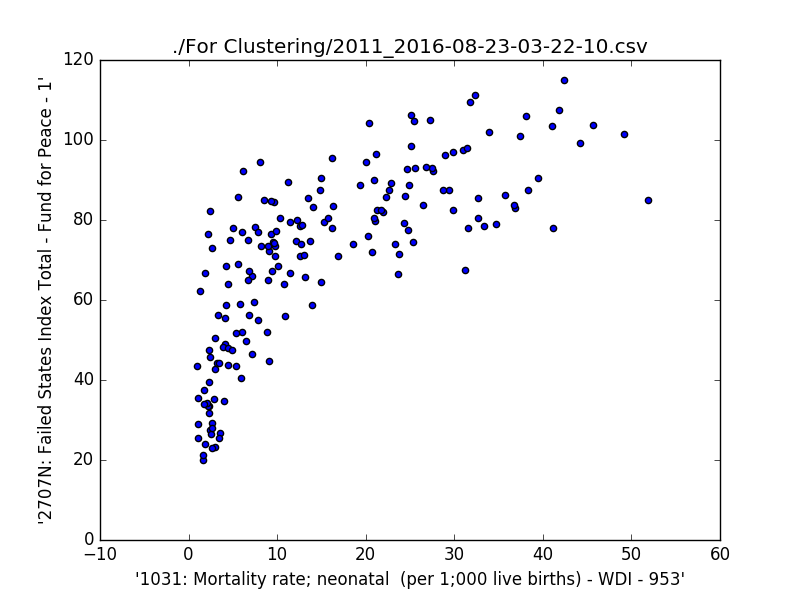 ./For Clustering/2011_2016-08-23-03-22-10.csv
120
100
80
60
40
20
0
'2707N: Failed States Index Total - Fund for Peace - 1'
−10 0 10 20 30 40 50 60
'1031: Mortality rate; neonatal  (per 1;000 live births) - WDI - 953'